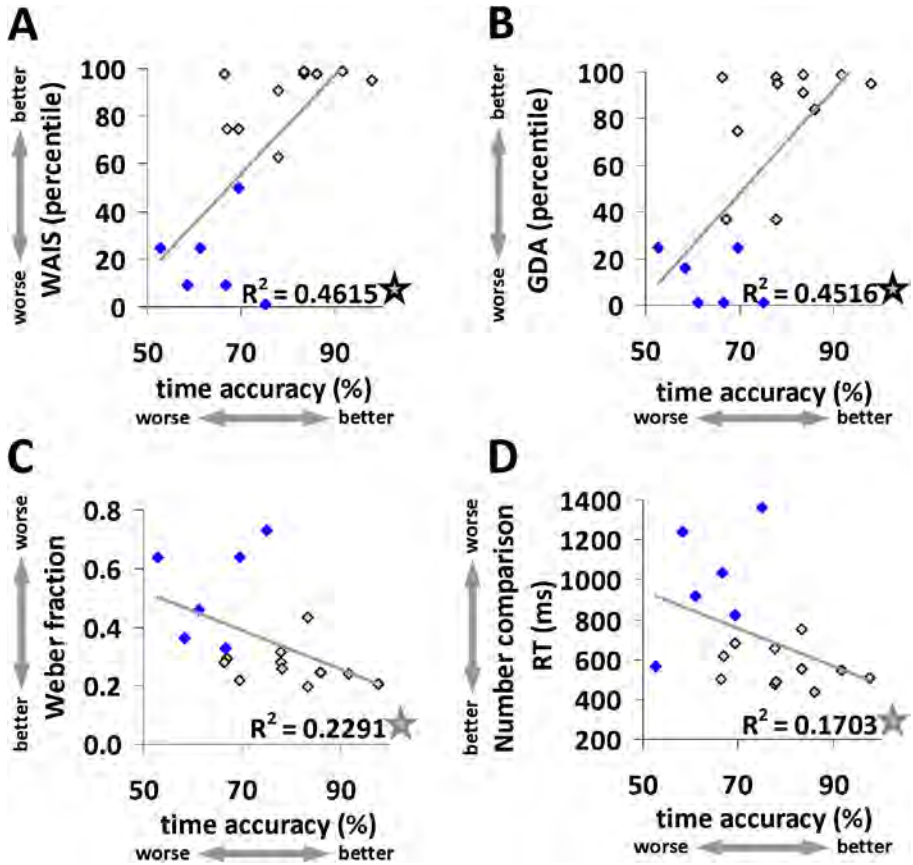 A
better
worse
WAIS (percentile)
100
80
60
40
20
0
R² = 0.4615
50 70 90
time accuracy (%)
worse better
B
better
worse
GDA (percentile)
100
80
60
40
20
0
R² = 0.4516
50 70 90
time accuracy (%)
worse better
C
worse
better
Weber fraction
0.8
0.6
0.4
0.2
0.0
R² = 0.2291
50 70 90
time accuracy (%)
worse better
D
worse
better
Number comparison
RT (ms)
1400
1200
1000
800
600
400
200
R² = 0.1703
50 70 90
time accuracy (%)
worse better